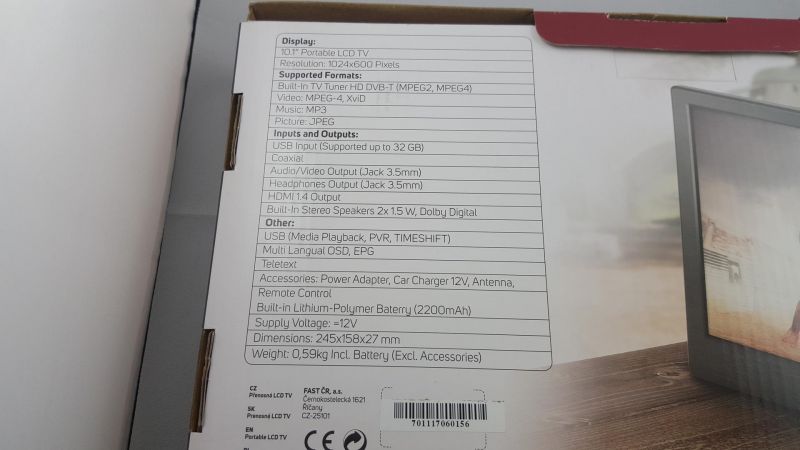 Display:
10.1" Portable LCD TV
Resolution: 1024x600 Pixels
Supported Formats:
Built-In TV Tuner HD DVB-T (MPEG2, MPEG4)
Video: MPEG-4, XviD
Music: MP3
Picture: JPEG
Inputs and Outputs:
USB Input (Supported up to 32 GB)
Coaxial
Audio/Video Output (Jack 3.5mm)
Headphones Output (Jack 3.5mm)
HDMI 1.4 Output
Built-In Stereo Speakers 2x 1.5 W, Dolby Digital
Other:
USB (Media Playback, PVR, TIMESHIFT)
Multi Langual OSD, EPG
Teletext
Accessories: Power Adapter, Car Charger 12V, Antenna,
Remote Control
Built-in Lithium-Polymer Baterry (2200mAh)
Supply Voltage: =12V
Dimensions: 245x158x27 mm
Weight: 0,59kg Incl. Battery (Excl. Accessories)
CZ
Přenosná LCD TV
SK
Prenosná LCD TV
EN
Portable LCD TV
FAST ČR, a.s.
Černokostelecká 1621
Říčany
CZ-25101
CE
701117060156